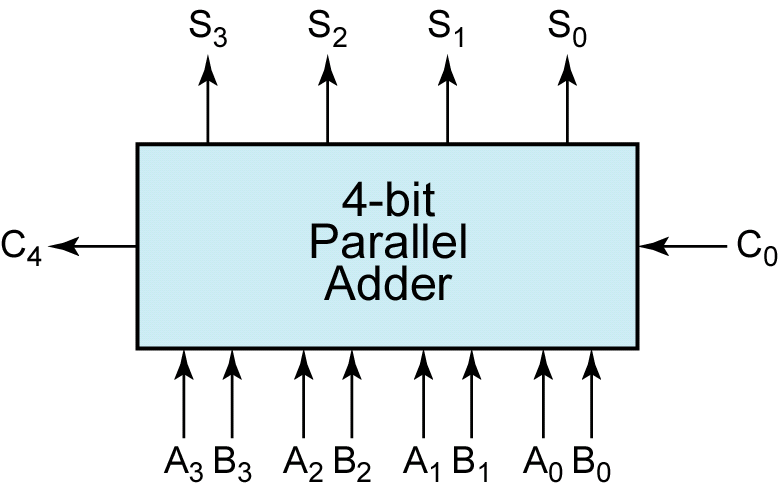 S₃ S₂ S₁ S₀
4-bit
Parallel
Adder
C₄ C₀
A₃ B₃ A₂ B₂ A₁ B₁ A₀ B₀